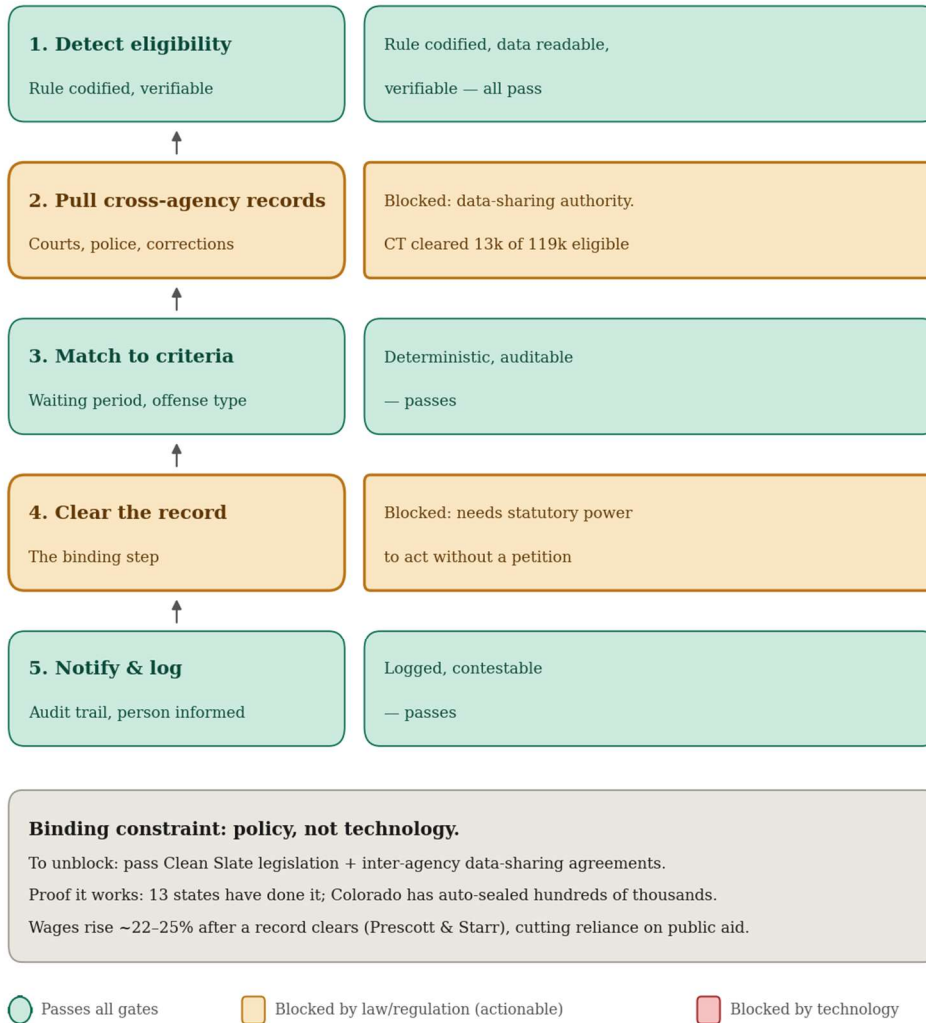 1. Detect eligibility
Rule codified, verifiable
Rule codified, data readable,
verifiable — all pass
2. Pull cross-agency records
Courts, police, corrections
Blocked: data-sharing authority.
CT cleared 13k of 119k eligible
3. Match to criteria
Waiting period, offense type
Deterministic, auditable
— passes
4. Clear the record
The binding step
Blocked: needs statutory power
to act without a petition
5. Notify & log
Audit trail, person informed
Logged, contestable
— passes
Binding constraint: policy, not technology.
To unblock: pass Clean Slate legislation + inter-agency data-sharing agreements.
Proof it works: 13 states have done it; Colorado has auto-sealed hundreds of thousands.
Wages rise ~22–25% after a record clears (Prescott & Starr), cutting reliance on public aid.
Passes all gates
Blocked by law/regulation (actionable)
Blocked by technology